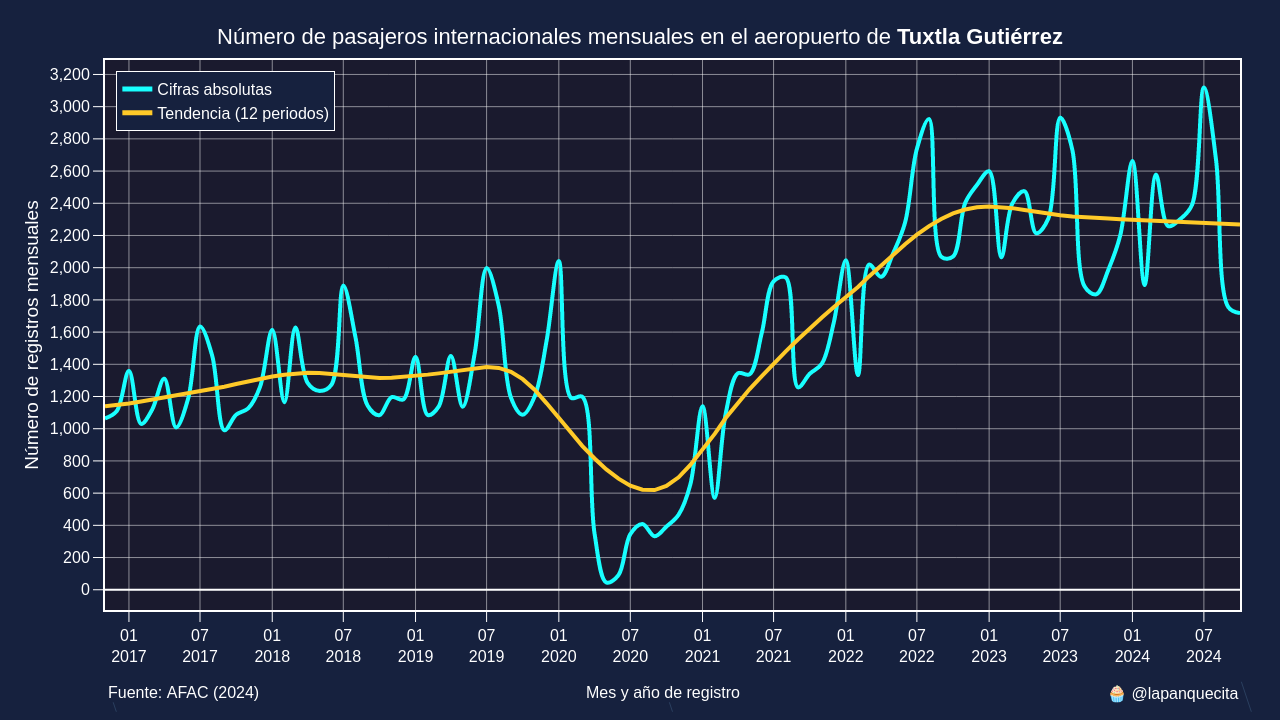 Número de pasajeros internacionales mensuales en el aeropuerto de Tuxtla Gutiérrez
Cifras absolutas
Tendencia (12 periodos)
Número de registros mensuales
3,200
3,000
2,800
2,600
2,400
2,200
2,000
1,800
1,600
1,400
1,200
1,000
800
600
400
200
0
01 07 01 07 01 07 01 07 01 07 01 07 01 07 01 07
2017 2017 2018 2018 2019 2019 2020 2020 2021 2021 2022 2022 2023 2023 2024 2024
Fuente: AFAC (2024) Mes y año de registro 🧁 @lapanquecita